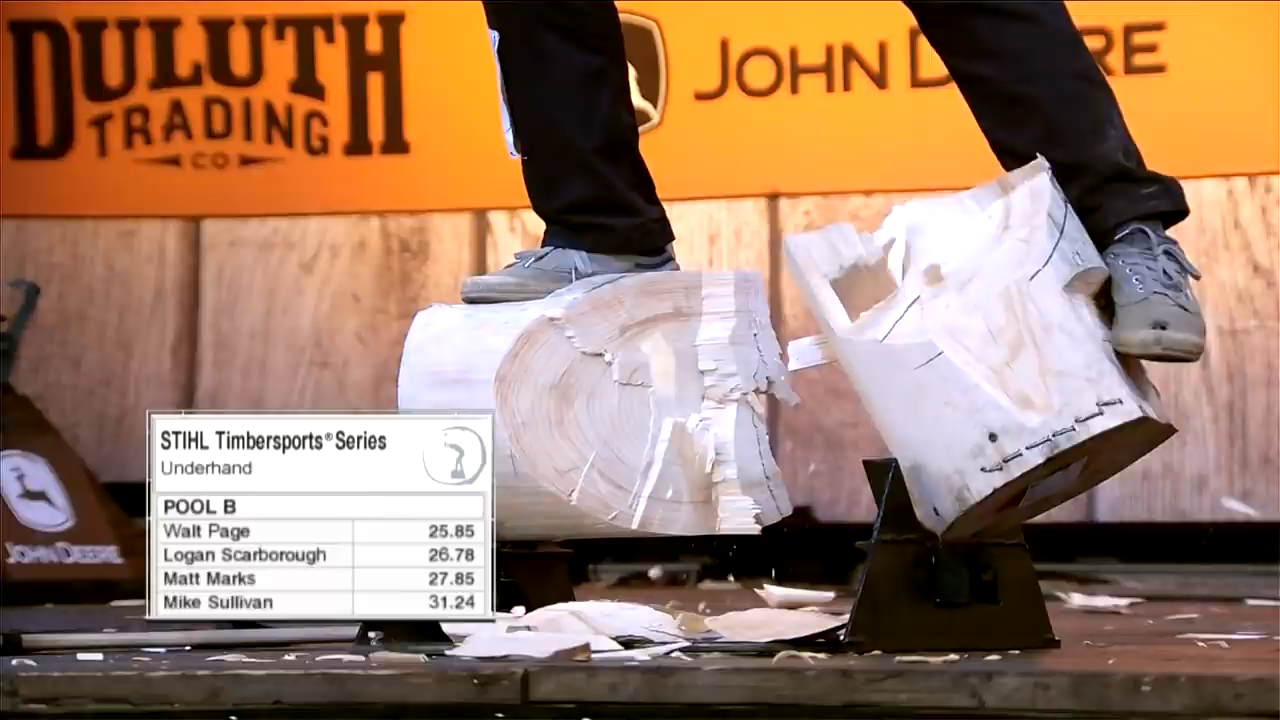 DULUTH
TRADING
CO
JOHN DEERE
STIHL Timbersports® Series
Underhand
POOL B
Walt Page 25.85
Logan Scarborough 26.78
Matt Marks 27.85
Mike Sullivan 31.24
JOHN DEERE